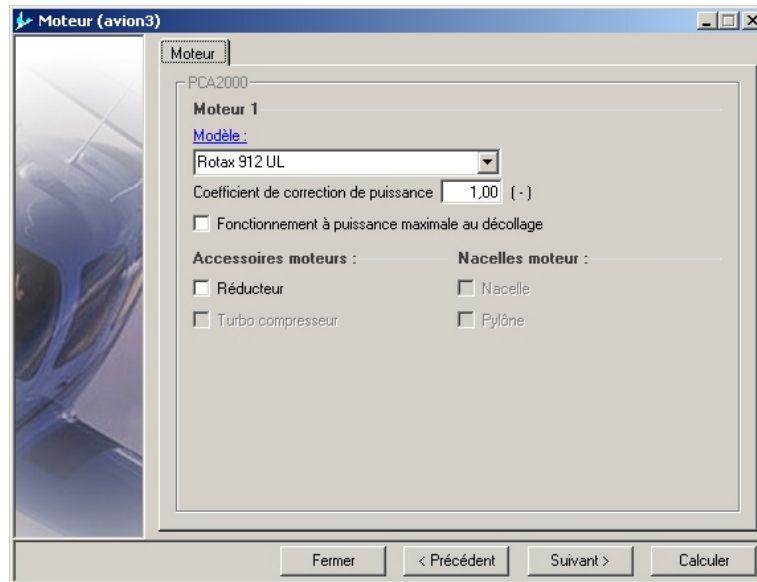 Moteur (avion3)
Moteur
PCA2000
Moteur 1
Modèle :
Rotax 912 UL
Coefficient de correction de puissance 1,00 ( - )
Fonctionnement à puissance maximale au décollage
Accessoires moteurs : Nacelles moteur :
Réducteur Nacelle
Turbo compresseur Pylône
Fermer < Précédent Suivant > Calculer